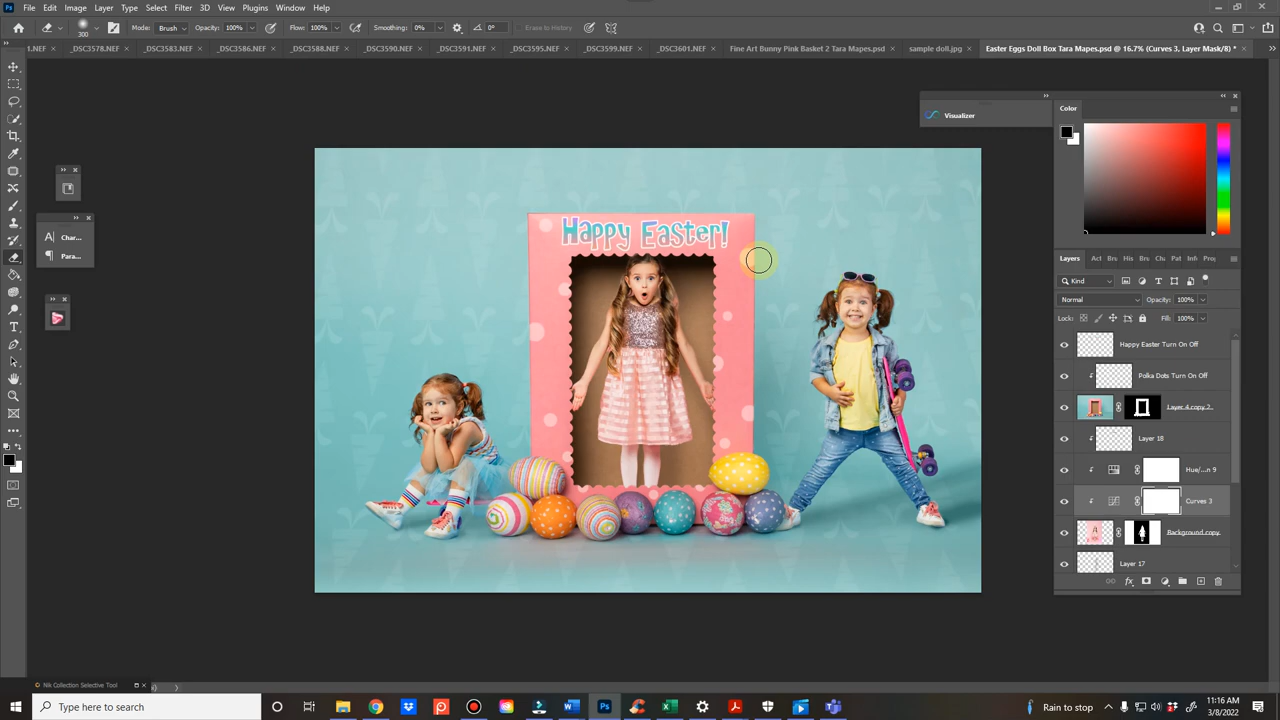 File Edit Image Layer Type Select Filter 3D View Plugins Window Help
300 Mode: Brush Opacity: 100% Flow: 100% Smoothing: 0% 0° Erase to History
1.NEF × _DSC3578.NEF × _DSC3583.NEF × _DSC3586.NEF × _DSC3588.NEF × _DSC3590.NEF × _DSC3591.NEF × _DSC3595.NEF × _DSC3599.NEF × _DSC3601.NEF × Fine Art Bunny Pink Basket 2 Tara Mapes.psd × sample doll.jpg × Easter Eggs Doll Box Tara Mapes.psd @ 16.7% (Curves 3, Layer Mask/8) * ×
Visualizer
Color
Char...
Para...
Happy Easter!
Layers Act Br His Br Clu Pat Inf Pro
Kind
Normal Opacity: 100%
Lock: Fill: 100%
Happy Easter Turn On Off
Polka Dots Turn On Off
Layer 4 copy 2
Layer 18
Hue/...n 9
Curves 3
Background copy
Layer 17
Nik Collection Selective Tool
Type here to search
Rain to stop
11:16 AM
3/8/2022